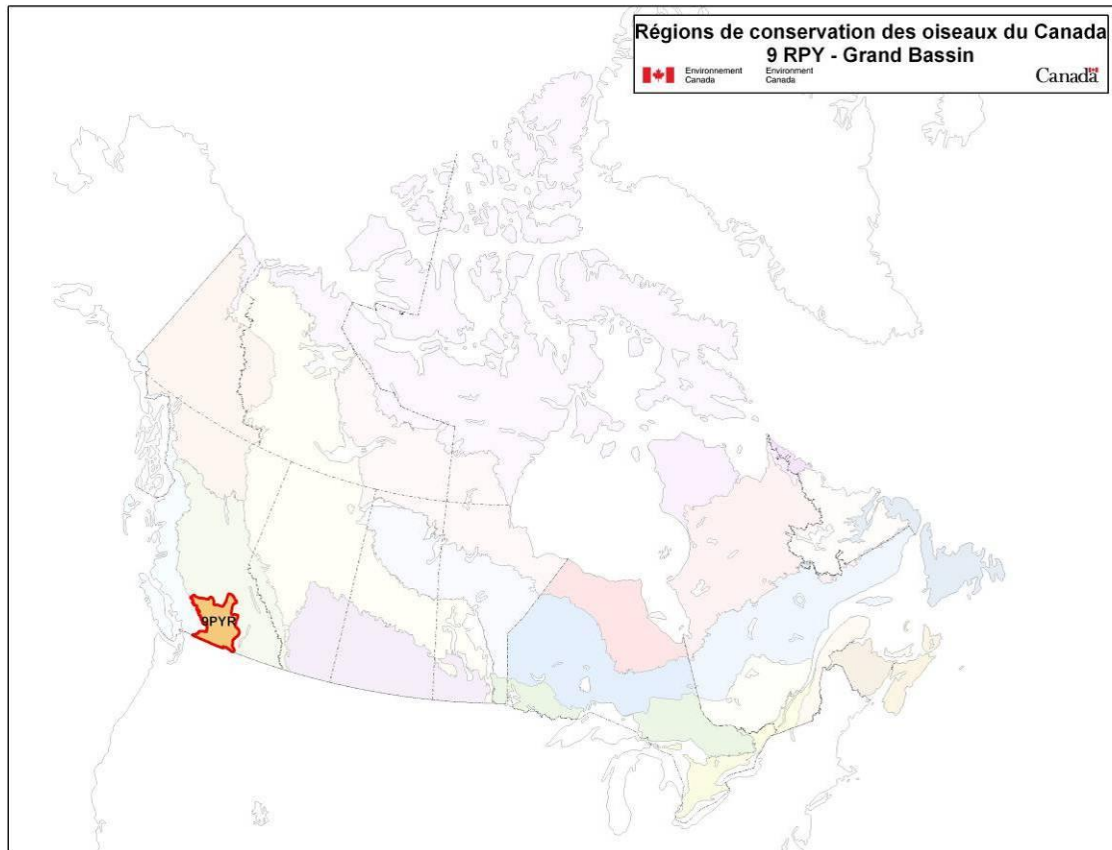 Régions de conservation des oiseaux du Canada
9 RPY - Grand Bassin
Environnement Canada
Environment Canada
Canada
9PYR